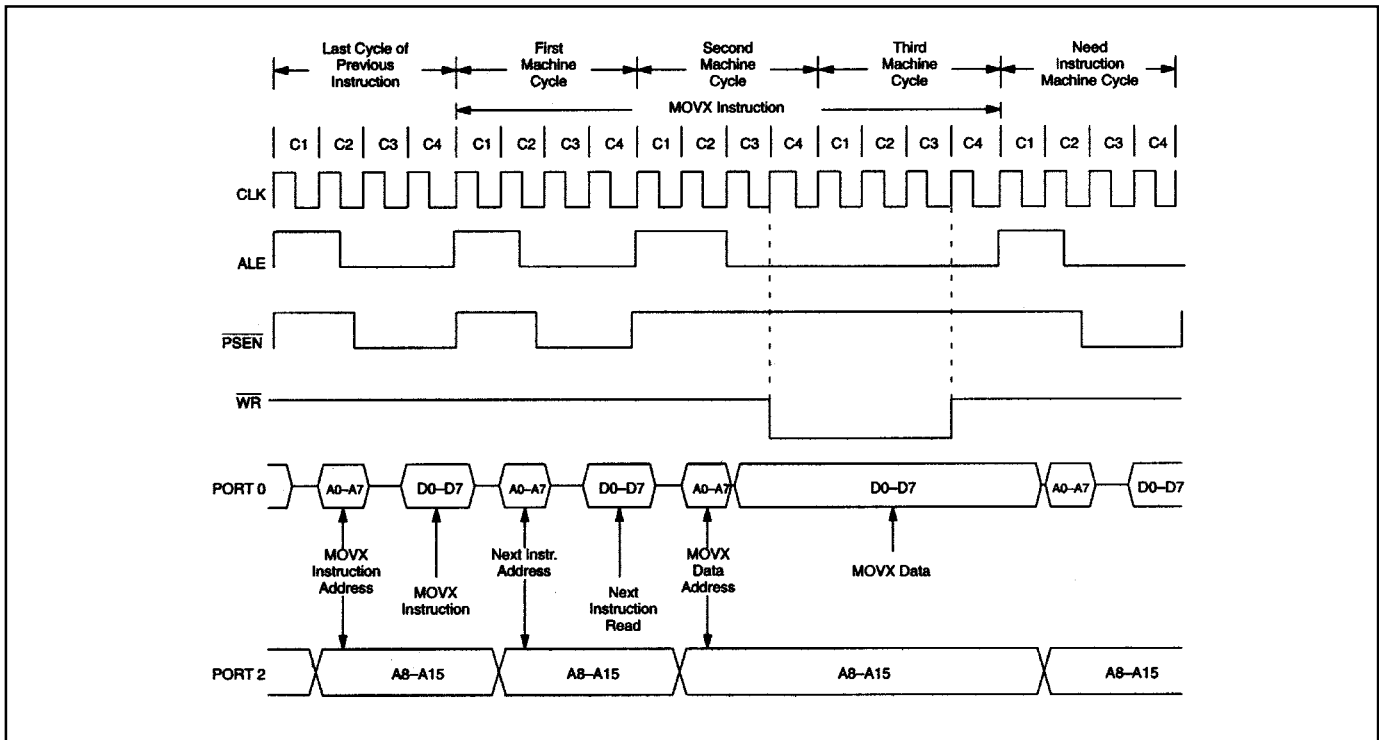 Last Cycle of
Previous
Instruction
First
Machine
Cycle
Second
Machine
Cycle
Third
Machine
Cycle
Need
Instruction
Machine Cycle
MOVX Instruction
C1 C2 C3 C4 C1 C2 C3 C4 C1 C2 C3 C4 C1 C2 C3 C4 C1 C2 C3 C4
CLK
ALE
PSEN
WR
PORT 0 A0–A7 D0–D7 A0–A7 D0–D7 A0–A7 D0–D7 A0–A7 D0–D7
MOVX
Instruction
Address
MOVX
Instruction
Next Instr.
Address
Next
Instruction
Read
MOVX
Data
Address
MOVX Data
PORT 2 A8–A15 A8–A15 A8–A15 A8–A15